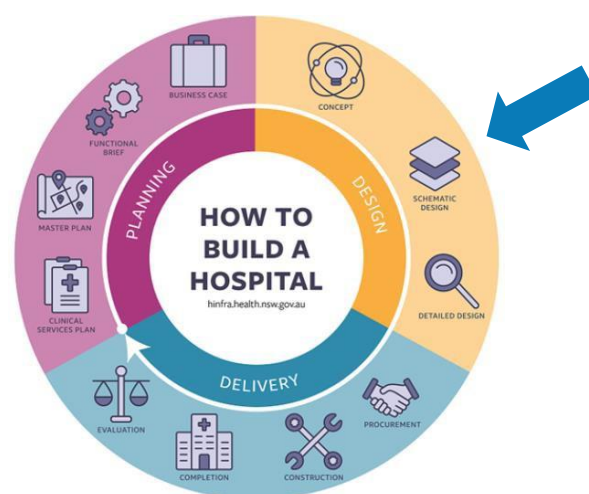 HOW TO
BUILD A
HOSPITAL
hinfra.health.nsw.gov.au
PLANNING
CLINICAL
SERVICES PLAN
MASTER PLAN
FUNCTIONAL
BRIEF
BUSINESS CASE
DESIGN
CONCEPT
SCHEMATIC
DESIGN
DETAILED DESIGN
DELIVERY
PROCUREMENT
CONSTRUCTION
COMPLETION
EVALUATION